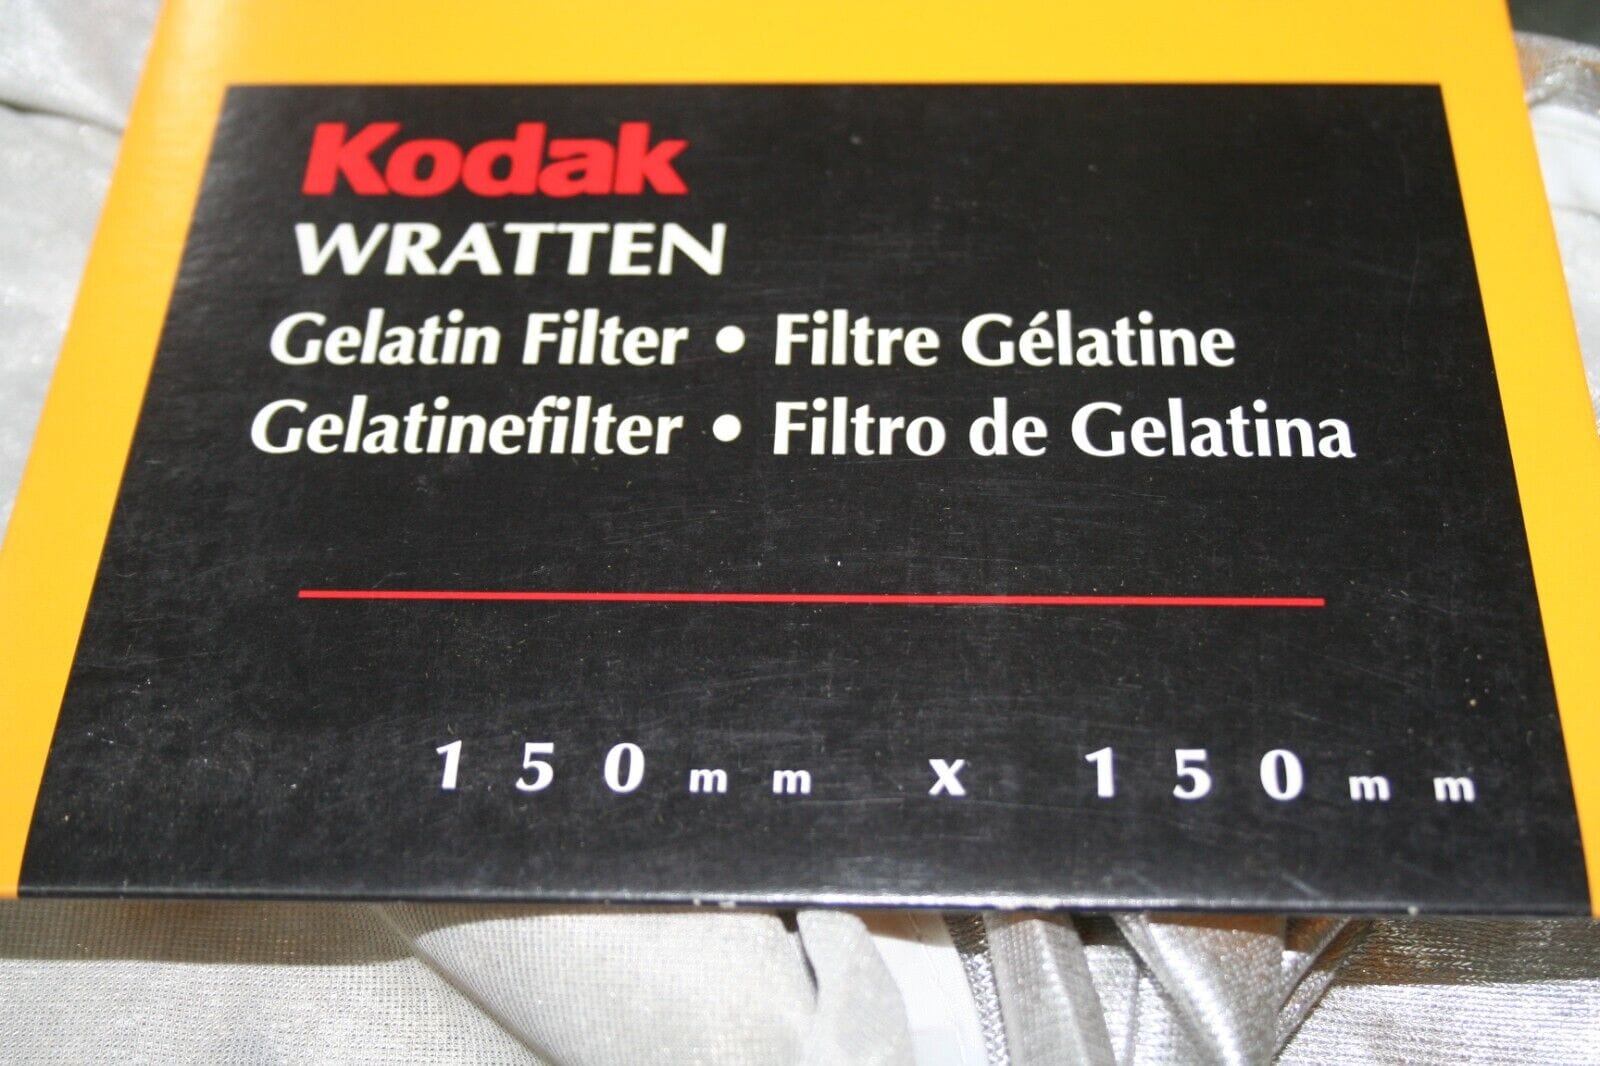 Kodak
WRATTEN
Gelatin Filter • Filtre Gélatine
Gelatinefilter • Filtro de Gelatina
150mm x 150mm